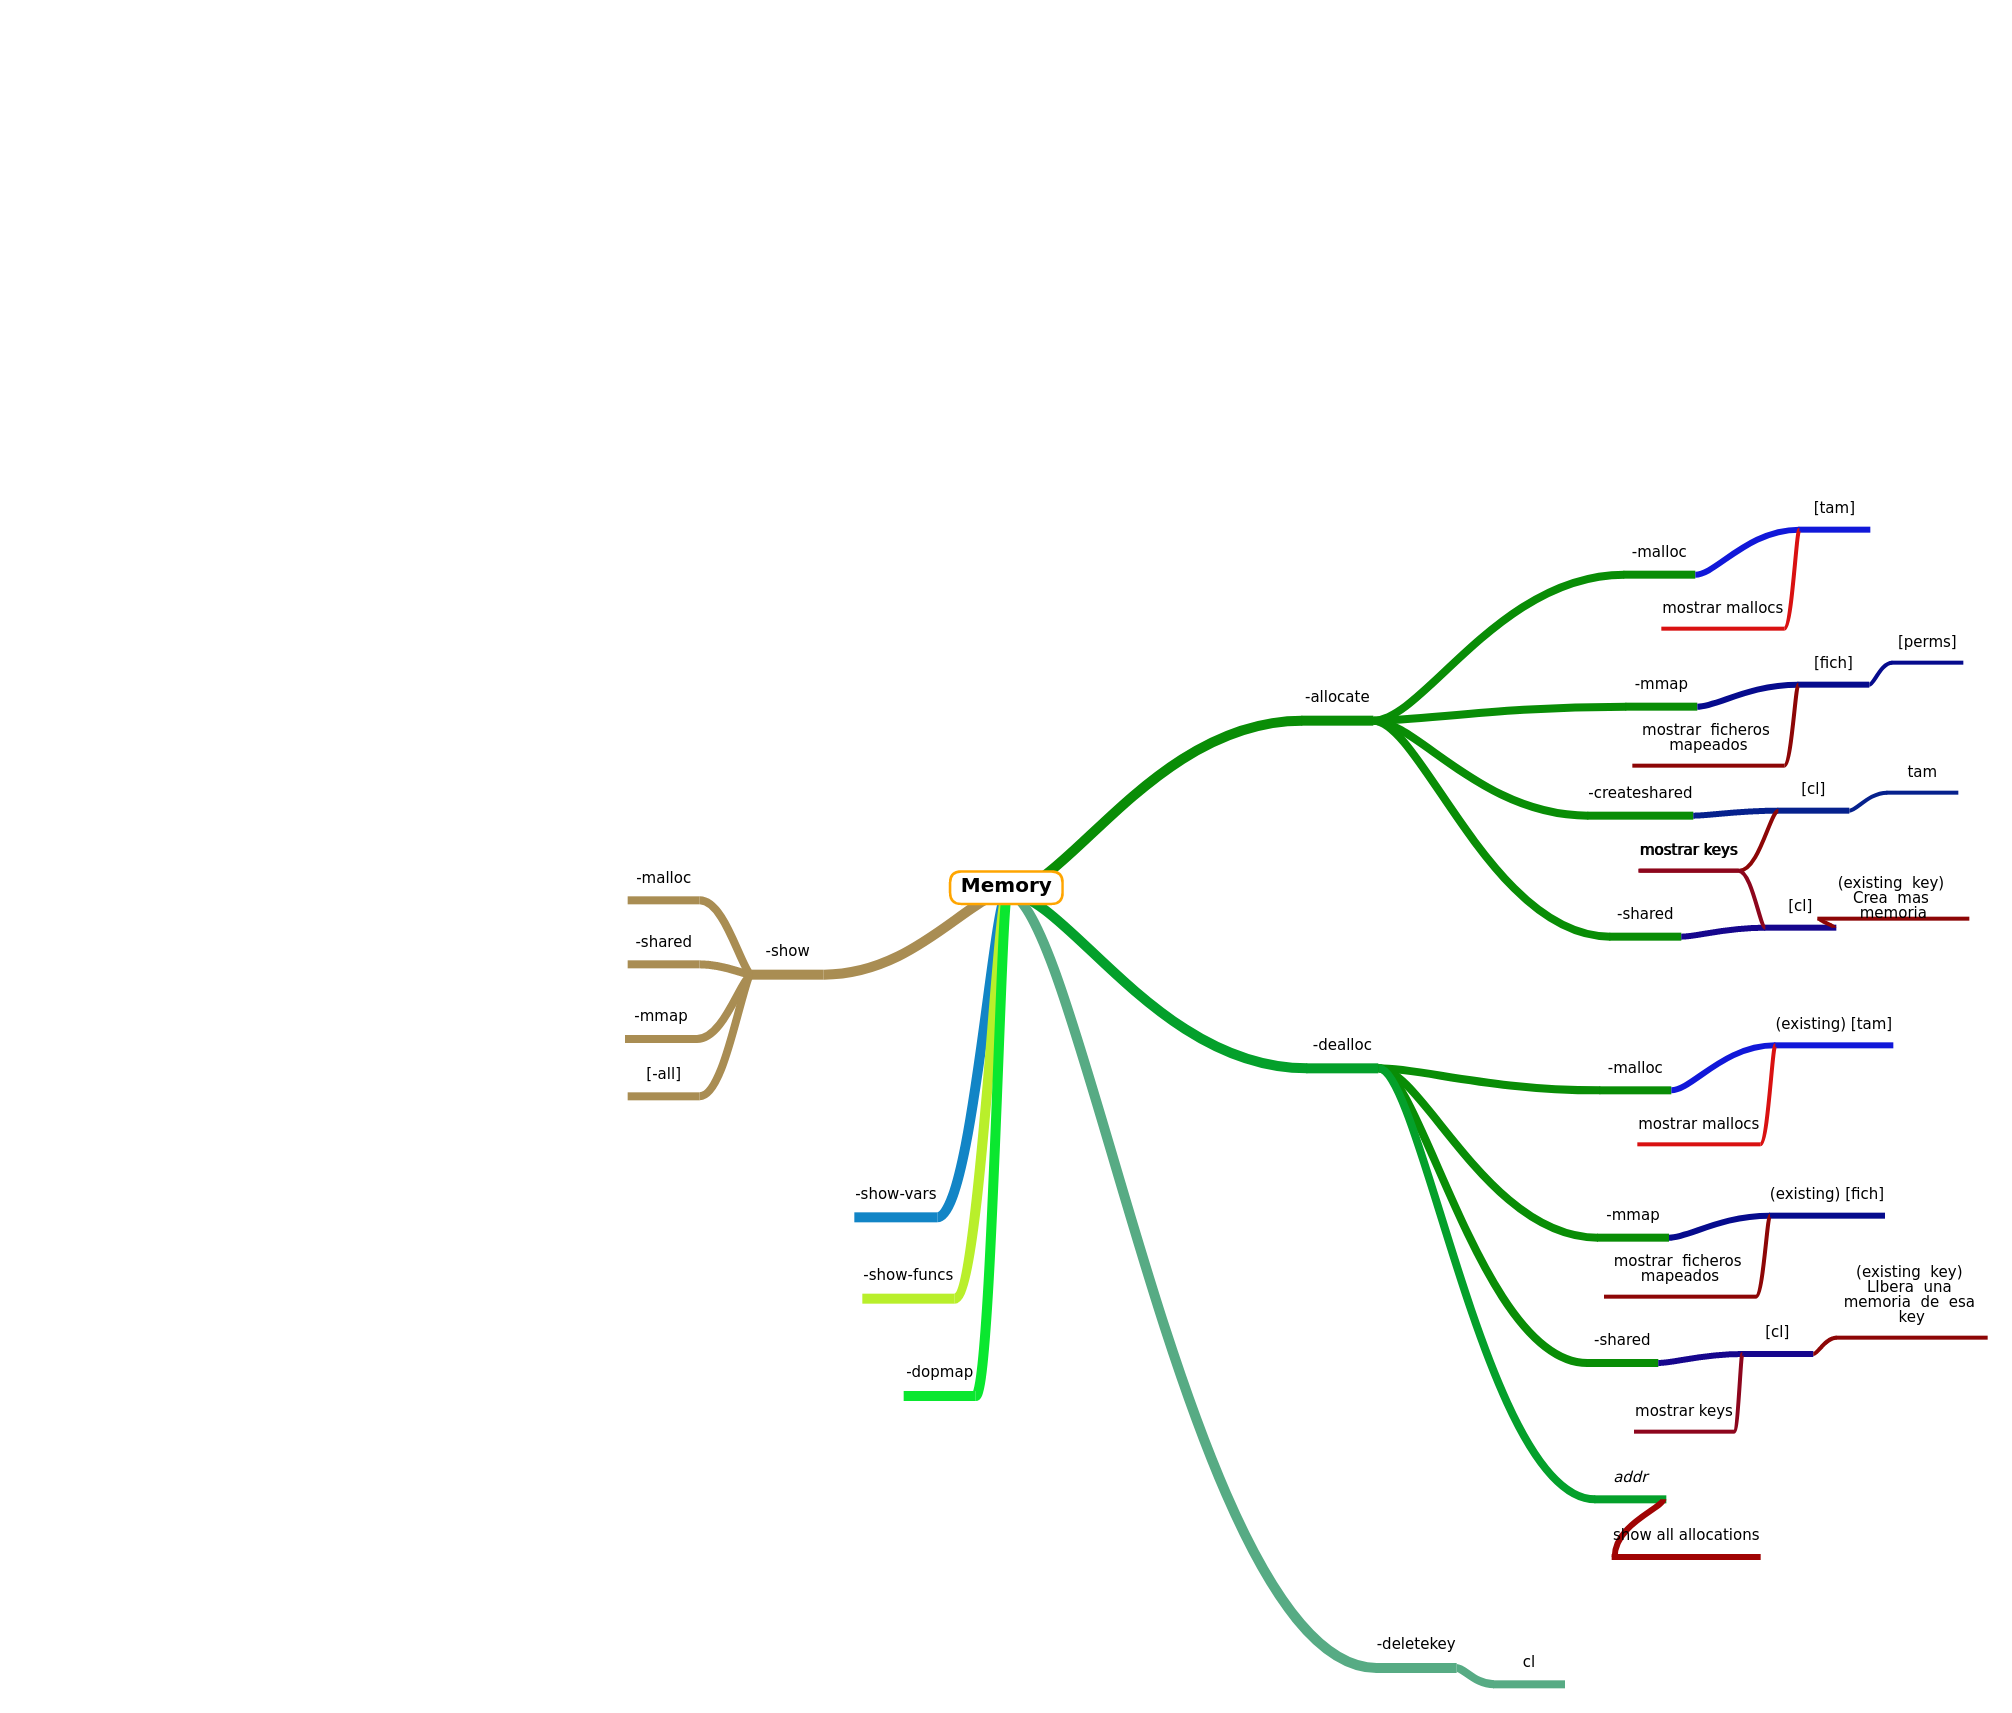 Memory
-allocate
-malloc
[tam]
mostrar mallocs
-mmap
[fich]
[perms]
mostrar ficheros
mapeados
-createshared
[cl]
tam
mostrar keys
-shared
[cl]
(existing key)
Crea mas
memoria
-dealloc
-malloc
(existing) [tam]
mostrar mallocs
-mmap
(existing) [fich]
mostrar ficheros
mapeados
-shared
[cl]
(existing key)
LIbera una
memoria de esa
key
mostrar keys
addr
show all allocations
-deletekey
cl
-show
-malloc
-shared
-mmap
[-all]
-show-vars
-show-funcs
-dopmap